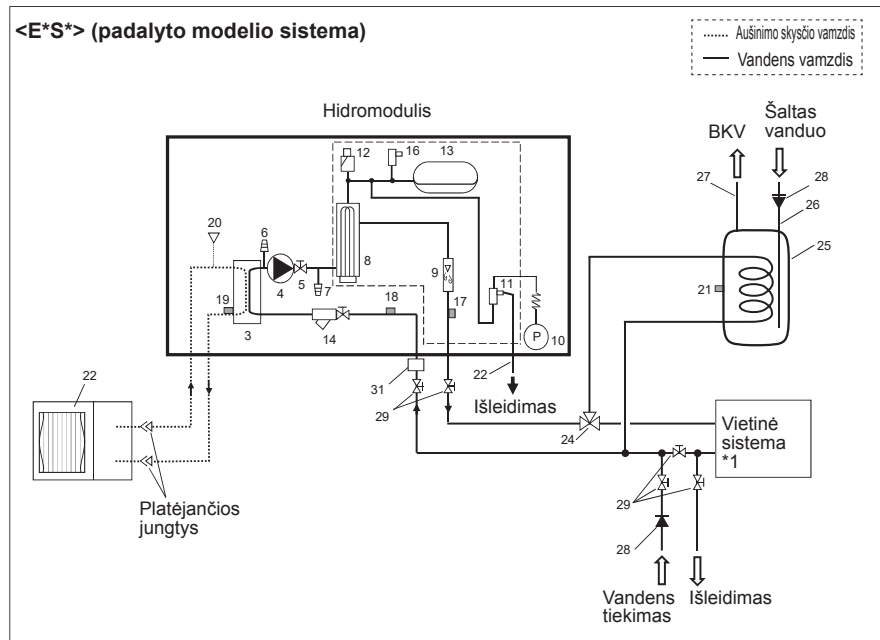 <E*S*> (padalyto modelio sistema)
Aušinimo skysčio vamzdis
Vandens vamzdis
Hidromodulis
BKV
Šaltas
vanduo
12
16
13
27
28
26
25
20
6
8
9
11
21
4
5
7
19
18
17
P
10
3
14
22
31
22
29
Išleidimas
24
Vietinė
sistema
*1
Platėjančios
jungtys
29
28
Vandens
tiekimas
Išleidimas